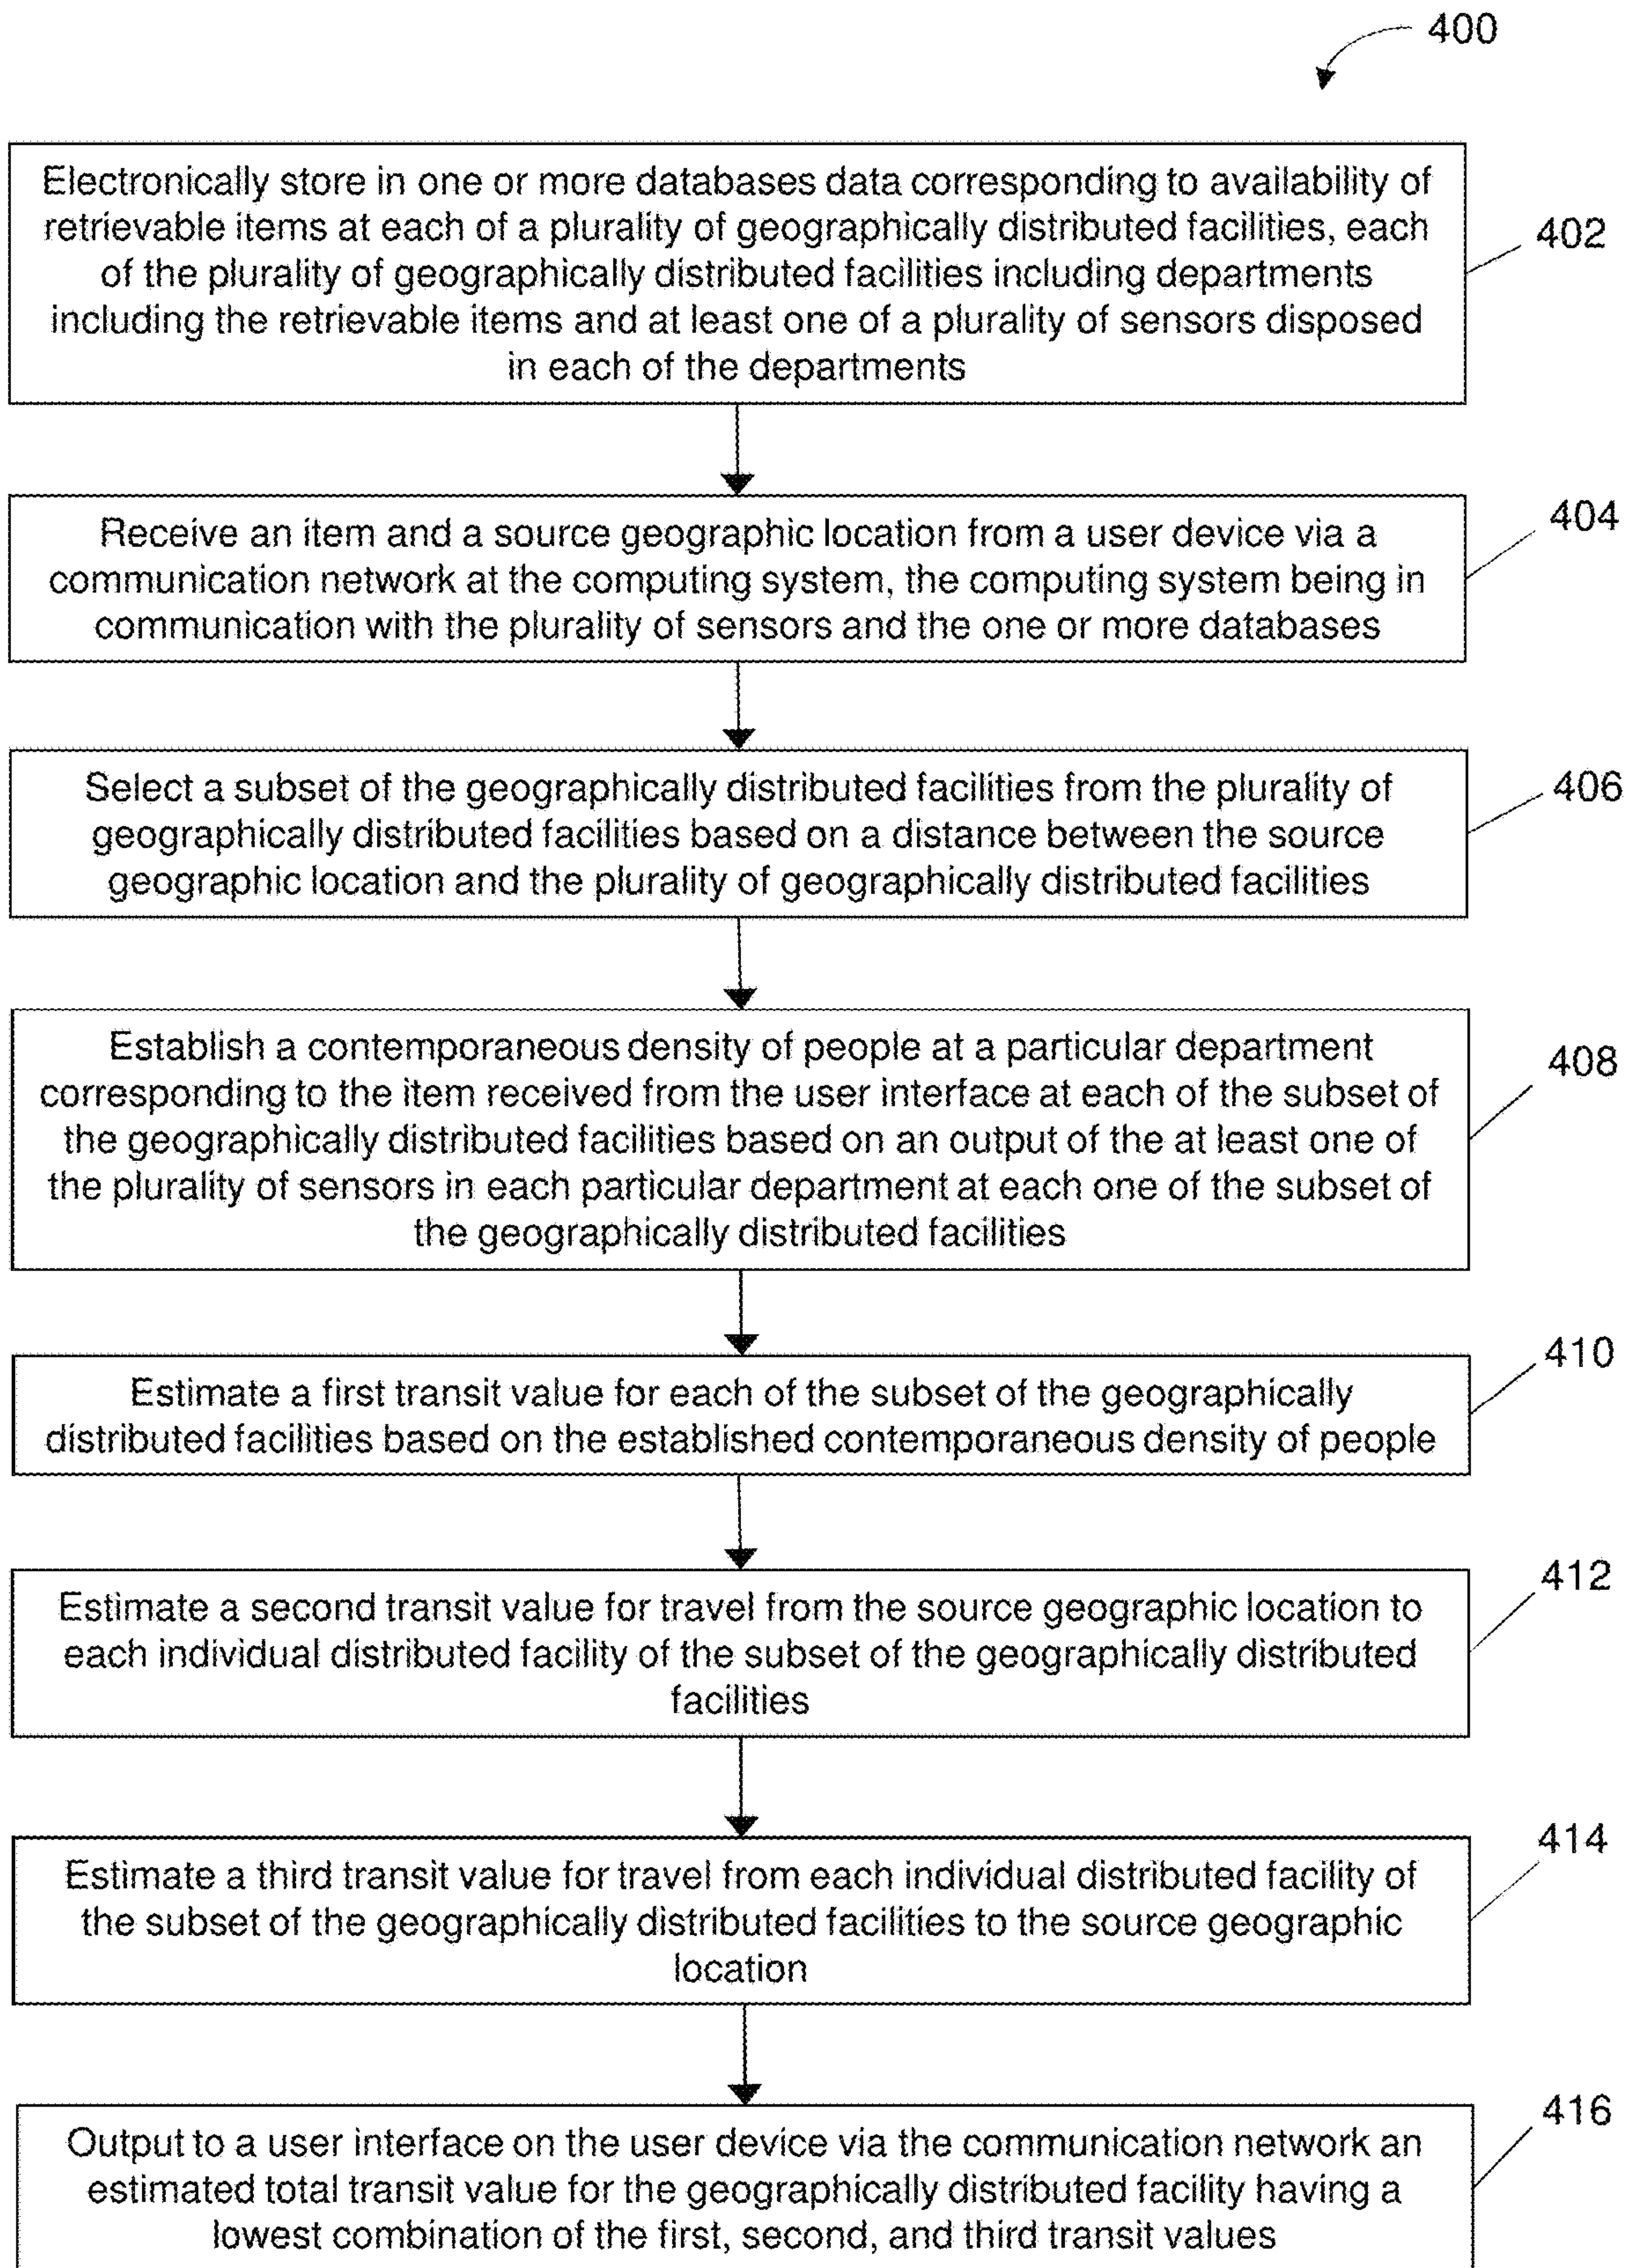 400
Electronically store in one or more databases data corresponding to availability of
retrievable items at each of a plurality of geographically distributed facilities, each
of the plurality of geographically distributed facilities including departments
including the retrievable items and at least one of a plurality of sensors disposed
in each of the departments
402
Receive an item and a source geographic location from a user device via a
communication network at the computing system, the computing system being in
communication with the plurality of sensors and the one or more databases
404
Select a subset of the geographically distributed facilities from the plurality of
geographically distributed facilities based on a distance between the source
geographic location and the plurality of geographically distributed facilities
406
Establish a contemporaneous density of people at a particular department
corresponding to the item received from the user interface at each of the subset of
the geographically distributed facilities based on an output of the at least one of
the plurality of sensors in each particular department at each one of the subset of
the geographically distributed facilities
408
Estimate a first transit value for each of the subset of the geographically
distributed facilities based on the established contemporaneous density of people
410
Estimate a second transit value for travel from the source geographic location to
each individual distributed facility of the subset of the geographically distributed
facilities
412
Estimate a third transit value for travel from each individual distributed facility of
the subset of the geographically distributed facilities to the source geographic
location
414
Output to a user interface on the user device via the communication network an
estimated total transit value for the geographically distributed facility having a
lowest combination of the first, second, and third transit values
416